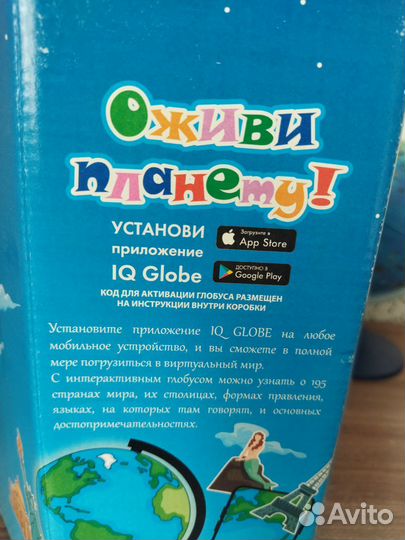 Оживи
планету!
УСТАНОВИ
приложение
IQ Globe
Загрузите в
App Store
ДОСТУПНО В
Google Play
КОД ДЛЯ АКТИВАЦИИ ГЛОБУСА РАЗМЕЩЕН
НА ИНСТРУКЦИИ ВНУТРИ КОРОБКИ
Установите приложение IQ GLOBE на любое
мобильное устройство, и вы сможете в полной
мере погрузиться в виртуальный мир.
С интерактивным глобусом можно узнать о 195
странах мира, их столицах, формах правления,
языках, на которых там говорят, и основных
достопримечательностях.
Avito